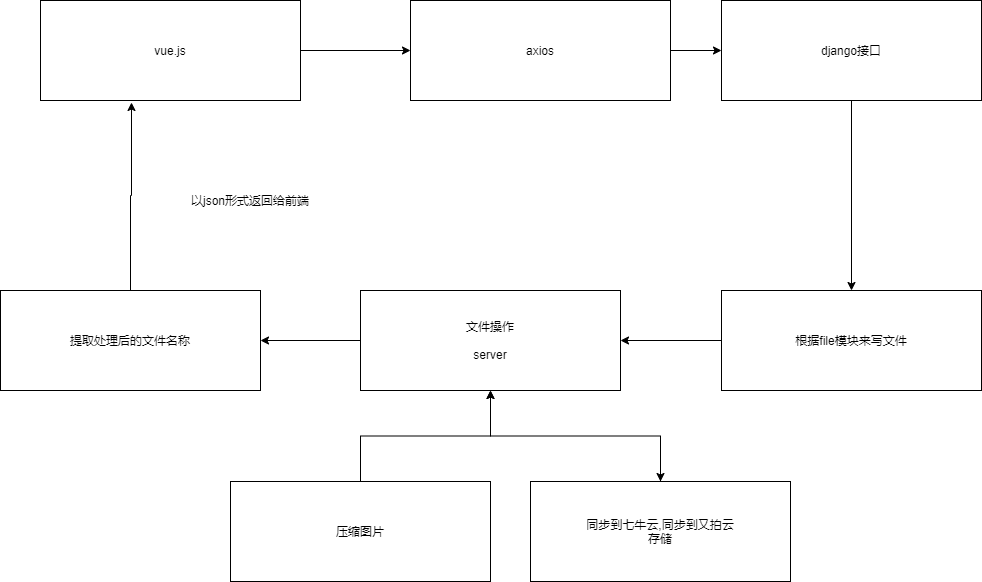 vue.js
axios
django接口
以json形式返回给前端
提取处理后的文件名称
文件操作
server
根据file模块来写文件
压缩图片
同步到七牛云,同步到又拍云
存储